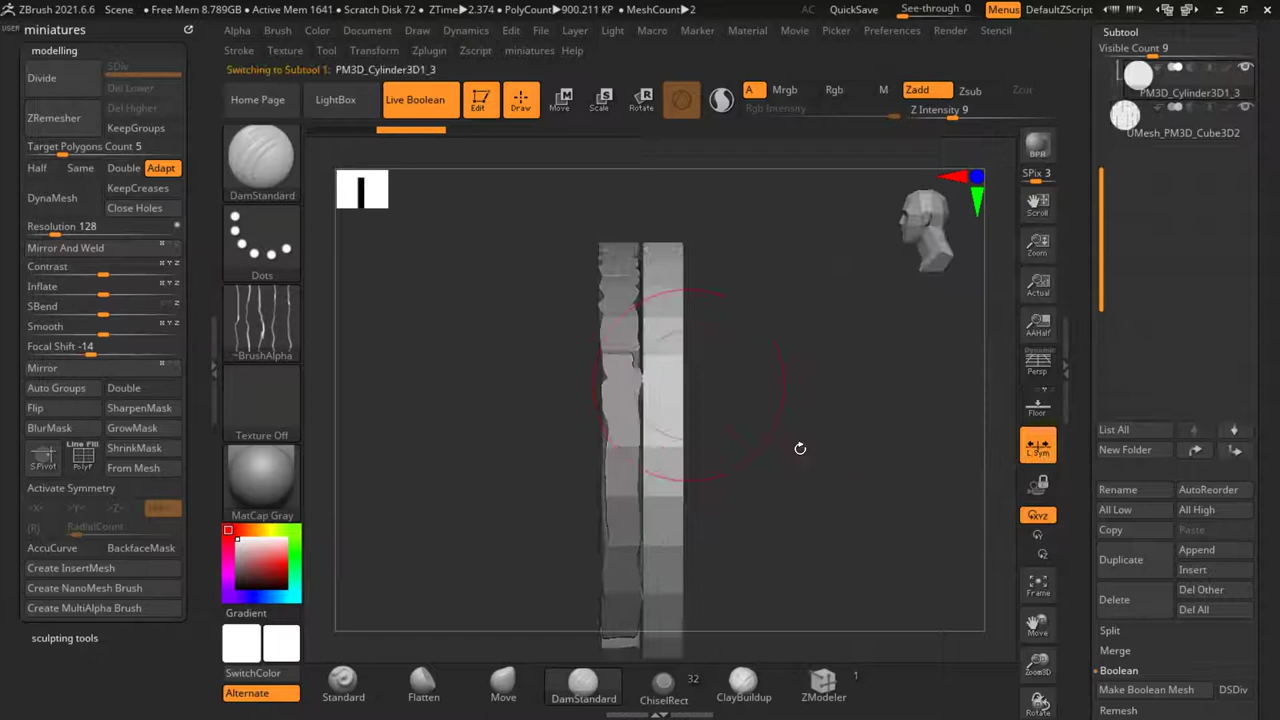 ZBrush 2021.6.6 Scene • Free Mem 8.789GB • Active Mem 1641 • Scratch Disk 72 • ZTime▶2.374 • PolyCount▶900.211 KP • MeshCount▶2 AC QuickSave See-through 0 Menus DefaultZScript
USER miniatures
Alpha Brush Color Document Draw Dynamics Edit File Layer Light Macro Marker Material Movie Picker Preferences Render Stencil
Stroke Texture Tool Transform Zplugin Zscript miniatures Help
Switching to Subtool 1: PM3D_Cylinder3D1_3
Home Page LightBox Live Boolean Edit Draw Move Scale Rotate A Mrgb Rgb M Zadd Zsub Zcut
Rgb Intensity Z Intensity 9
modelling
Divide SDiv
Del Lower
Del Higher
ZRemesher KeepGroups
Target Polygons Count 5
Half Same Double Adapt
DynaMesh KeepCreases
Close Holes
Resolution 128
Mirror And Weld
Contrast
Inflate
SBend
Smooth
Focal Shift -14
Mirror
Auto Groups Double
Flip SharpenMask
BlurMask GrowMask
S.Pivot Line Fill PolyF ShrinkMask
From Mesh
Activate Symmetry
>X< >Y< >Z< >M<
(R) RadialCount
AccuCurve BackfaceMask
Create InsertMesh
Create NanoMesh Brush
Create MultiAlpha Brush
sculpting tools
DamStandard
Dots
~BrushAlpha
Texture Off
MatCap Gray
Gradient
SwitchColor
Alternate
Standard Flatten Move DamStandard ChiselRect 32 ClayBuildup ZModeler 1
BPR
SPix 3
Scroll
Zoom
Actual
AAHalf
Dynamic
Persp
Floor
L.Sym
XYZ
Frame
Move
Zoom3D
Rotate
Subtool
Visible Count 9
PM3D_Cylinder3D1_3
UMesh_PM3D_Cube3D2
List All
New Folder
Rename AutoReorder
All Low All High
Copy Paste
Duplicate Append
Insert
Delete Del Other
Del All
Split
Merge
Boolean
Make Boolean Mesh DSDiv
Remesh